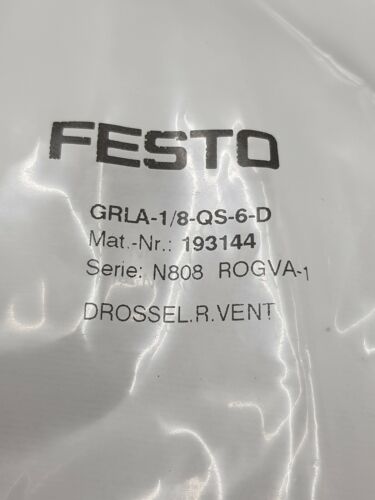 FESTO
GRLA-1/8-QS-6-D
Mat.-Nr.: 193144
Serie: N808 ROGVA-1
DROSSEL.R.VENT